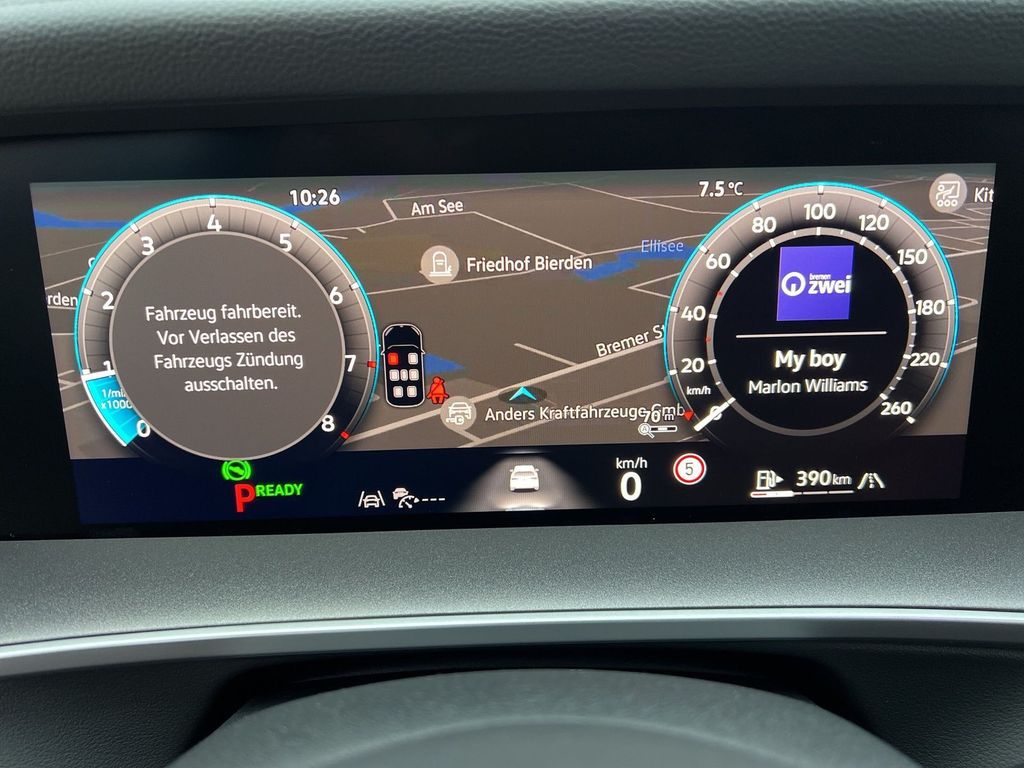 10:26
7.5 °C
Kit
Am See
Ellisee
Friedhof Bierden
rden
Bremer St
Anders Kraftfahrzeuge Gmb
70 m
0
1
2
3
4
5
6
7
8
1/min
x1000
Fahrzeug fahrbereit.
Vor Verlassen des
Fahrzeugs Zündung
ausschalten.
0
20
40
60
80
100
120
150
180
220
260
km/h
bremen
zwei
My boy
Marlon Williams
P READY
---
km/h
0
5
390 km